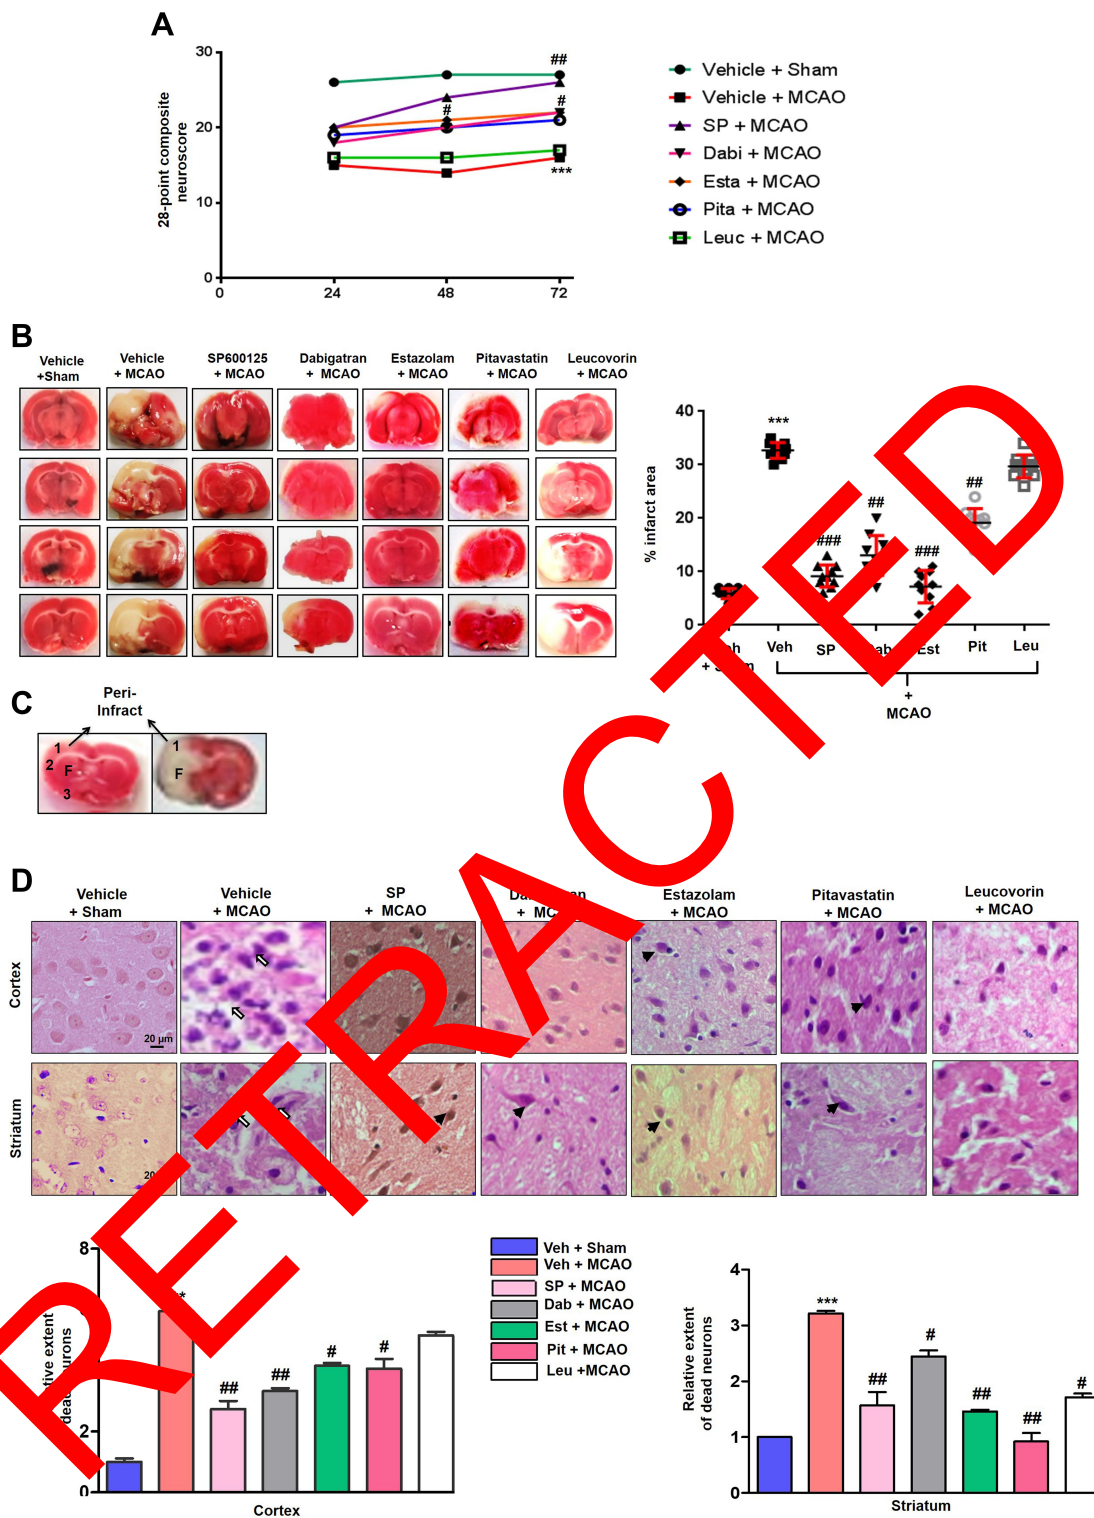 A
30
20
10
0
0
24
48
72
28-point composite
neuroscore
##
#
#
***
Vehicle + Sham
Vehicle + MCAO
SP + MCAO
Dabi + MCAO
Esta + MCAO
Pita + MCAO
Leuc + MCAO
B
Vehicle
+Sham
Vehicle
+ MCAO
SP600125
+ MCAO
Dabigatran
+ MCAO
Estazolam
+ MCAO
Pitavastatin
+ MCAO
Leucovorin
+ MCAO
% infarct area
40
30
20
10
0
***
###
##
###
##
Veh
SP
Est
Pit
Leu
+
MCAO
C
Peri-
Infract
1
2
F
3
1
F
D
Vehicle
+ Sham
Vehicle
+ MCAO
SP
+ MCAO
Estazolam
+ MCAO
Pitavastatin
+ MCAO
Leucovorin
+ MCAO
Cortex
20 µm
Striatum
20
8
2
0
##
##
#
#
Cortex
Veh + Sham
Veh + MCAO
SP + MCAO
Dab + MCAO
Est + MCAO
Pit + MCAO
Leu +MCAO
Relative extent
of dead neurons
4
3
2
1
0
***
##
#
##
##
#
Striatum
RETRACTED